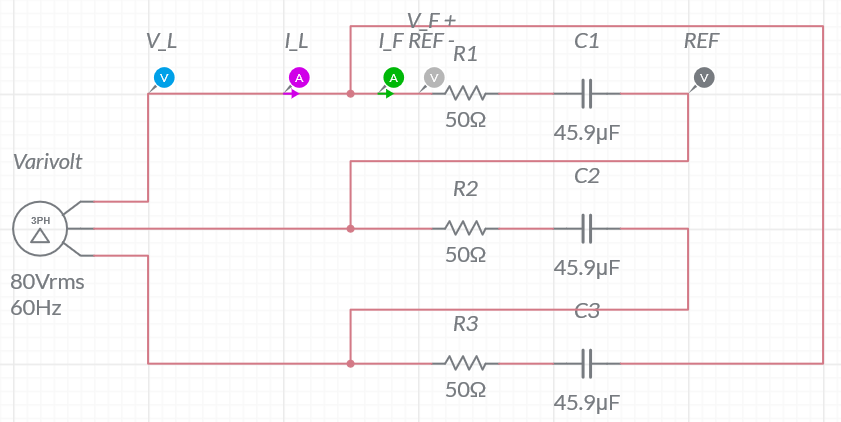 V_F +
V_L
I_L
I_F REF -
R1
C1
REF
V
A
A
V
V
50Ω
45.9µF
Varivolt
3PH
80Vrms
60Hz
R2
C2
50Ω
45.9µF
R3
C3
50Ω
45.9µF